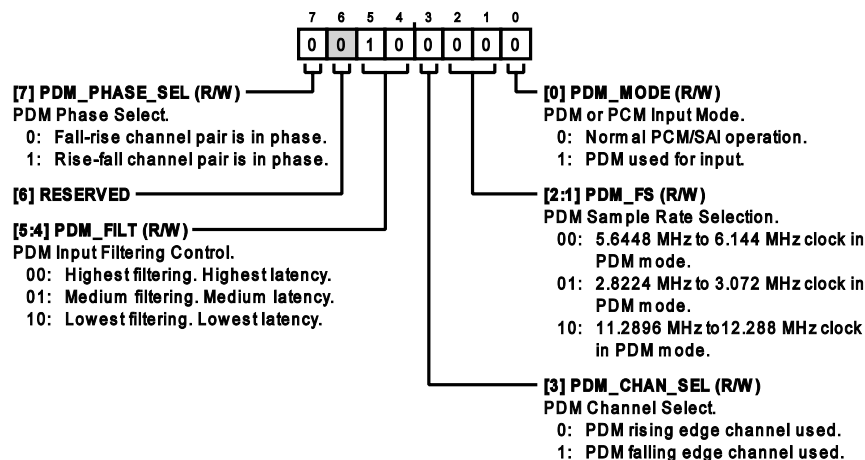 7 6 5 4 3 2 1 0
0 0 1 0 0 0 0 0
[7] PDM_PHASE_SEL (R/W)
PDM Phase Select.
0: Fall-rise channel pair is in phase.
1: Rise-fall channel pair is in phase.
[6] RESERVED
[5:4] PDM_FILT (R/W)
PDM Input Filtering Control.
00: Highest filtering. Highest latency.
01: Medium filtering. Medium latency.
10: Lowest filtering. Lowest latency.
[0] PDM_MODE (R/W)
PDM or PCM Input Mode.
0: Normal PCM/SAI operation.
1: PDM used for input.
[2:1] PDM_FS (R/W)
PDM Sample Rate Selection.
00: 5.6448 MHz to 6.144 MHz clock in
PDM mode.
01: 2.8224 MHz to 3.072 MHz clock in
PDM mode.
10: 11.2896 MHz to12.288 MHz clock
in PDM mode.
[3] PDM_CHAN_SEL (R/W)
PDM Channel Select.
0: PDM rising edge channel used.
1: PDM falling edge channel used.